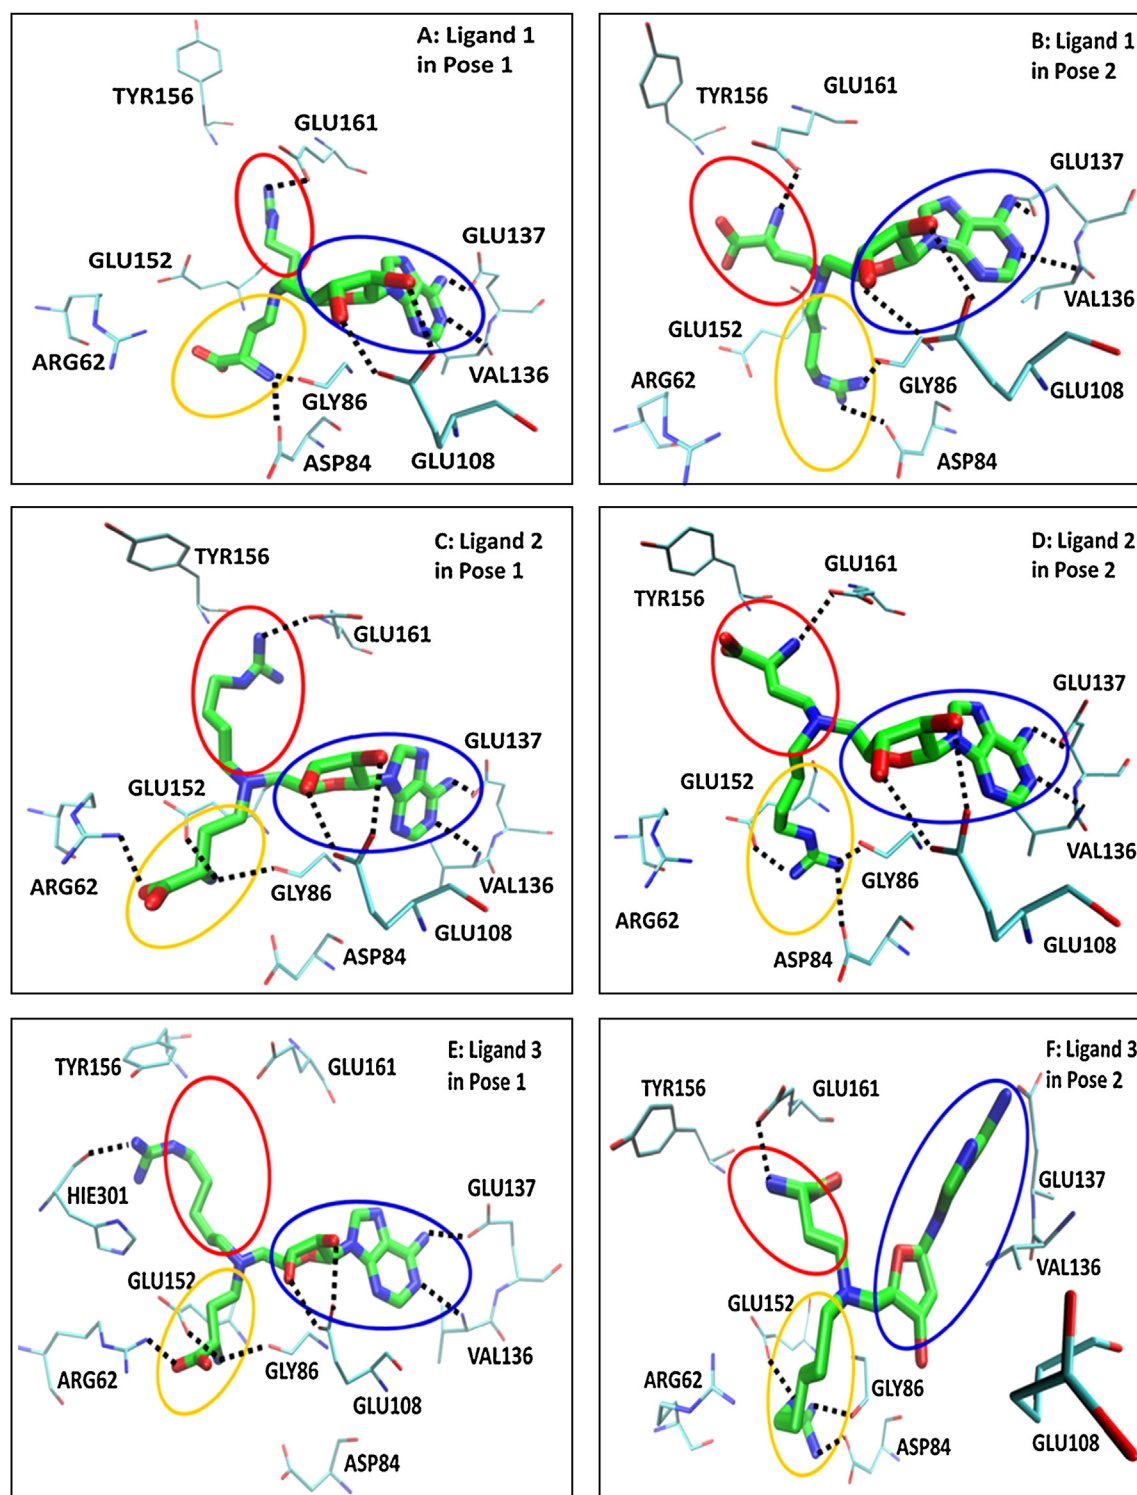 A: Ligand 1
in Pose 1
TYR156
GLU161
GLU152
GLU137
ARG62
VAL136
GLY86
ASP84
GLU108
B: Ligand 1
in Pose 2
TYR156
GLU161
GLU137
VAL136
GLU152
ARG62
GLY86
GLU108
ASP84
C: Ligand 2
in Pose 1
TYR156
GLU161
GLU137
GLU152
ARG62
GLY86
VAL136
GLU108
ASP84
D: Ligand 2
in Pose 2
GLU161
TYR156
GLU137
GLU152
VAL136
GLY86
ARG62
GLU108
ASP84
E: Ligand 3
in Pose 1
TYR156
GLU161
HIE301
GLU137
GLU152
ARG62
GLY86
VAL136
GLU108
ASP84
F: Ligand 3
in Pose 2
TYR156
GLU161
GLU137
VAL136
GLU152
ARG62
GLY86
ASP84
GLU108